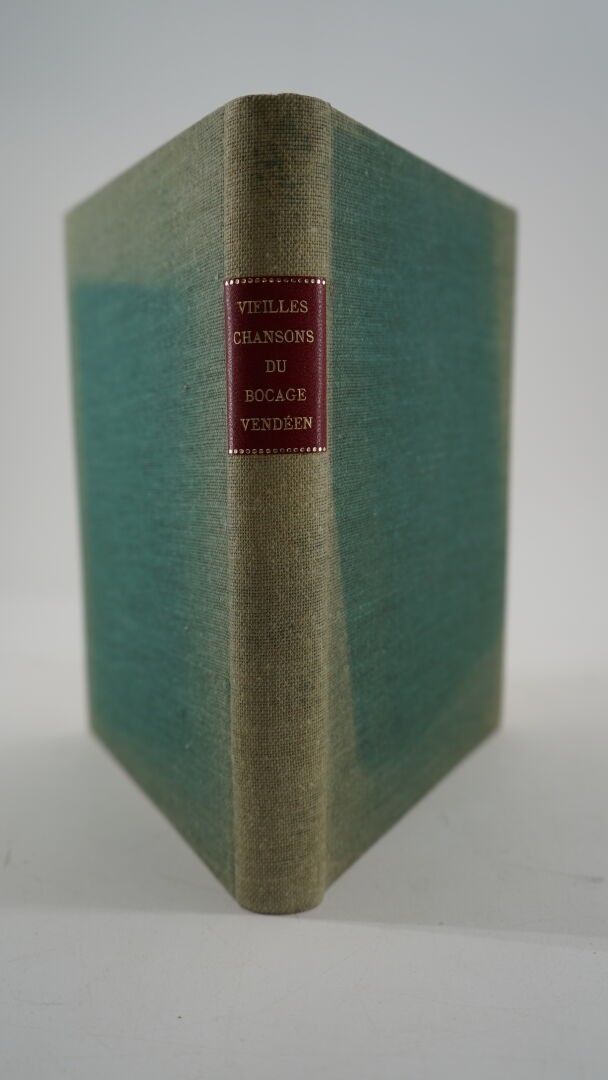 VIEILLES
CHANSONS
DU
BOCAGE
VENDÉEN